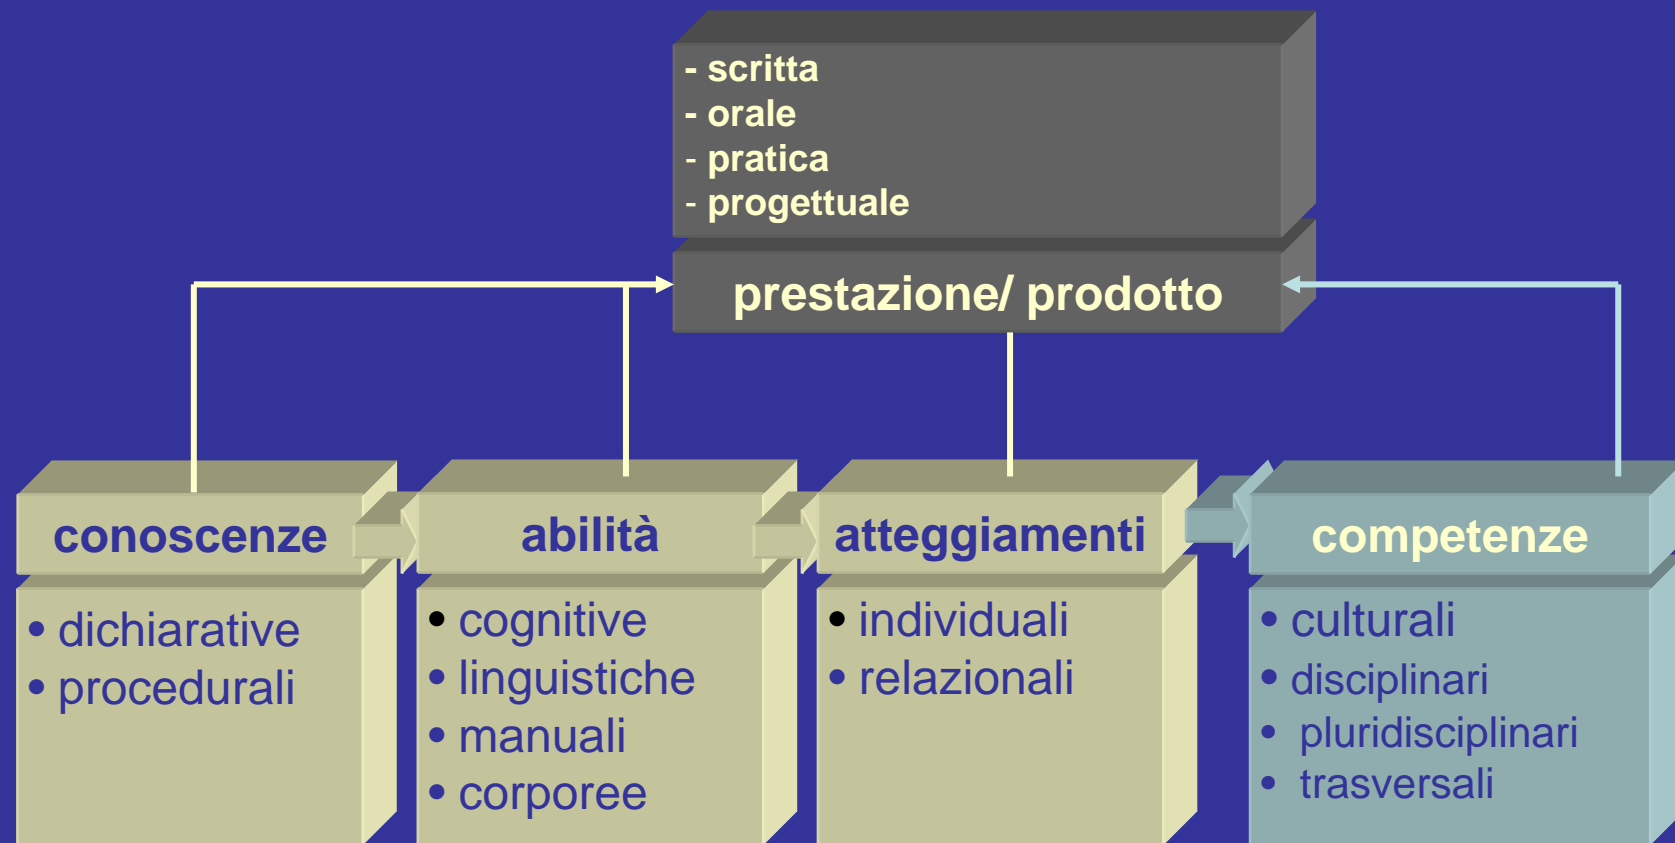 - scritta
- orale
- pratica
- progettuale
prestazione/ prodotto
conoscenze
• dichiarative
• procedurali
abilità
• cognitive
• linguistiche
• manuali
• corporee
atteggiamenti
• individuali
• relazionali
competenze
• culturali
• disciplinari
• pluridisciplinari
• trasversali